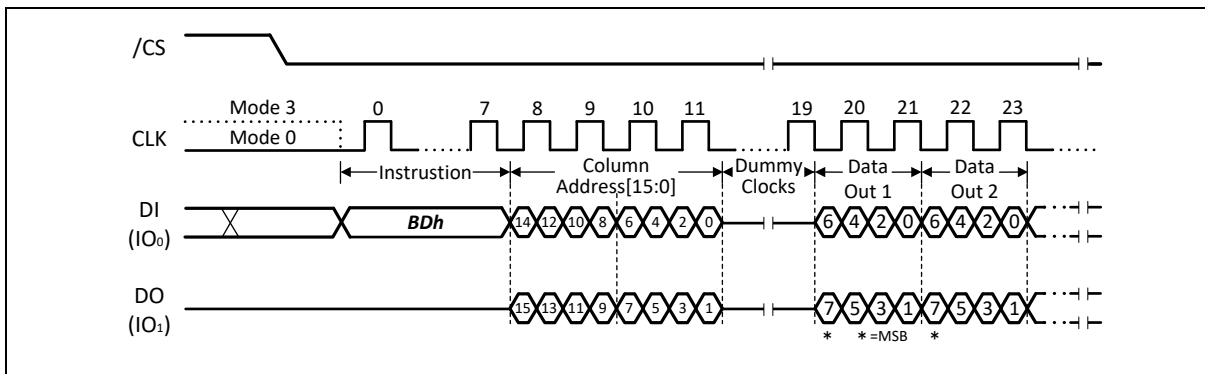 /CS
Mode 3 0 7 8 9 10 11 19 20 21 22 23
CLK Mode 0
Instrustion Column Address[15:0] Dummy Clocks Data Out 1 Data Out 2
DI (IO0) BDh 14 12 10 8 6 4 2 0 6 4 2 0 6 4 2 0
DO (IO1) 15 13 11 9 7 5 3 1 7 5 3 1 7 5 3 1
* * =MSB *